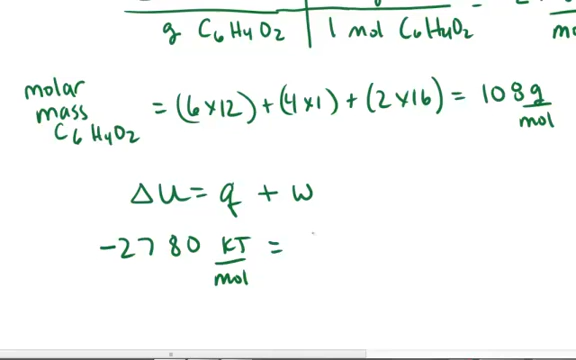 g C6H4O2 | 1 mol C6H4O2
molar
mass
C6H4O2
= (6×12) + (4×1) + (2×16) = 108 g/mol
ΔU = q + w
-2780 KJ/mol =